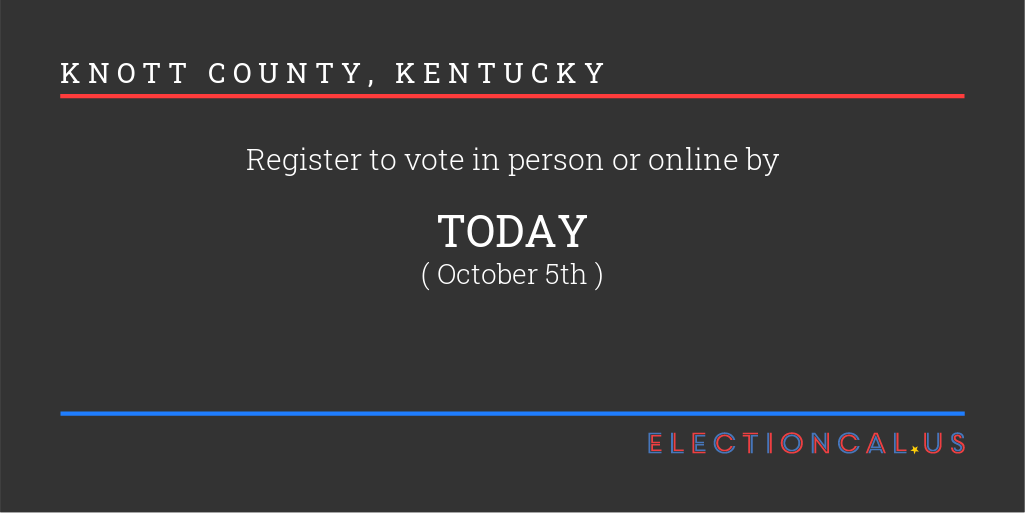 KNOTT COUNTY, KENTUCKY
Register to vote in person or online by
TODAY
( October 5th )
ELECTIONCAL.US